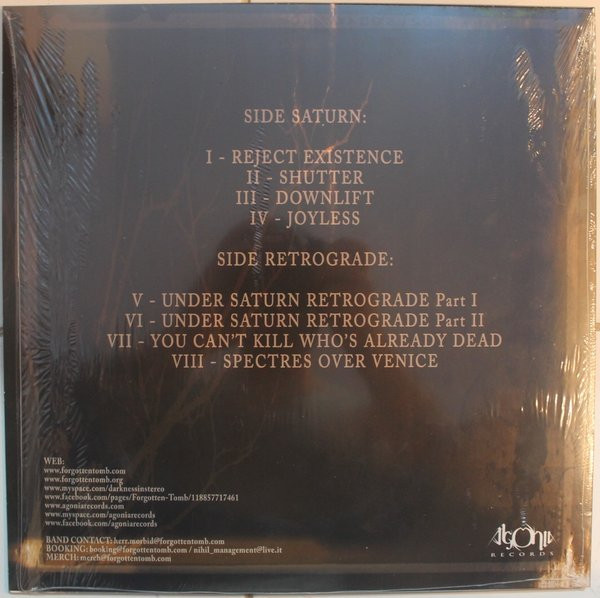 SIDE SATURN:
I - REJECT EXISTENCE
II - SHUTTER
III - DOWNLIFT
IV - JOYLESS
SIDE RETROGRADE:
V - UNDER SATURN RETROGRADE Part I
VI - UNDER SATURN RETROGRADE Part II
VII - YOU CAN'T KILL WHO'S ALREADY DEAD
VIII - SPECTRES OVER VENICE
WEB:
www.forgottentomb.com
www.forgottentomb.org
www.myspace.com/darknessinstereo
www.facebook.com/pages/Forgotten-Tomb/118857717461
www.agoniarecords.com
www.myspace.com/agoniarecords
www.facebook.com/agoniarecords
BAND CONTACT: herr.morbid@forgottentomb.com
BOOKING: booking@forgottentomb.com / nihil_management@live.it
MERCH: merch@forgottentomb.com
Agonia
RECORDS